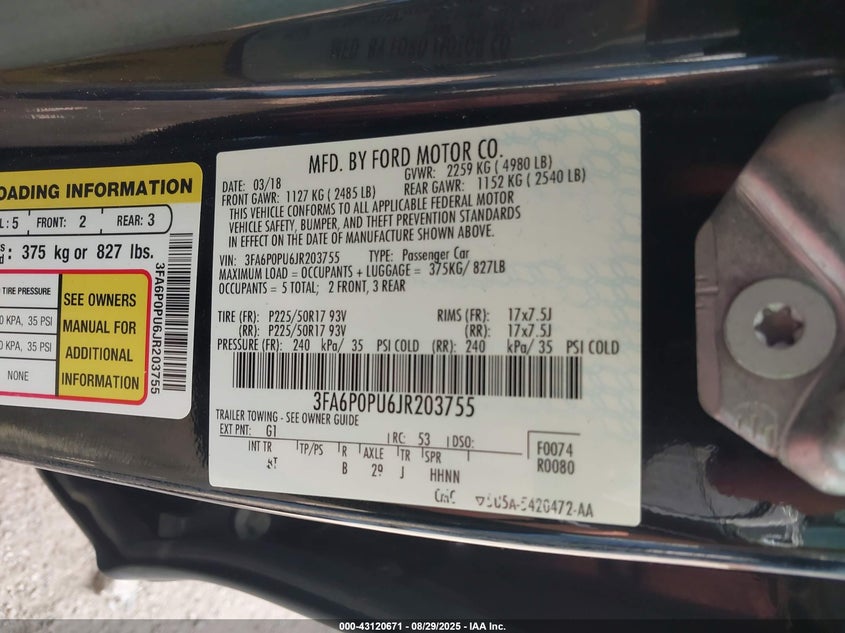 MFD. BY FORD MOTOR CO.
DATE: 03/18 GVWR: 2259 KG ( 4980 LB)
FRONT GAWR: 1127 KG ( 2485 LB) REAR GAWR: 1152 KG ( 2540 LB)
THIS VEHICLE CONFORMS TO ALL APPLICABLE FEDERAL MOTOR
VEHICLE SAFETY, BUMPER, AND THEFT PREVENTION STANDARDS
IN EFFECT ON THE DATE OF MANUFACTURE SHOWN ABOVE.
VIN: 3FA6P0PU6JR203755 TYPE: Passenger Car
MAXIMUM LOAD = OCCUPANTS + LUGGAGE = 375KG/ 827LB
OCCUPANTS = 5 TOTAL; 2 FRONT, 3 REAR
TIRE (FR): P225/50R17 93V RIMS (FR): 17x7.5J
(RR): P225/50R17 93V (RR): 17x7.5J
PRESSURE (FR): 240 kPa/ 35 PSI COLD (RR): 240 kPa/ 35 PSI COLD
3FA6P0PU6JR203755
TRAILER TOWING - SEE OWNER GUIDE
EXT PNT: G1 RC: 53 DSO:
INT TR TP/PS R AXLE TR SPR
B 29 J HHNN
F0074
R0080
OADING INFORMATION
L : 5 FRONT: 2 REAR: 3
: 375 kg or 827 lbs.
TIRE PRESSURE
0 KPA, 35 PSI
0 KPA, 35 PSI
NONE
SEE OWNERS
MANUAL FOR
ADDITIONAL
INFORMATION
3FA6P0PU6JR203755
000-43120671 - 08/29/2025 - IAA Inc.